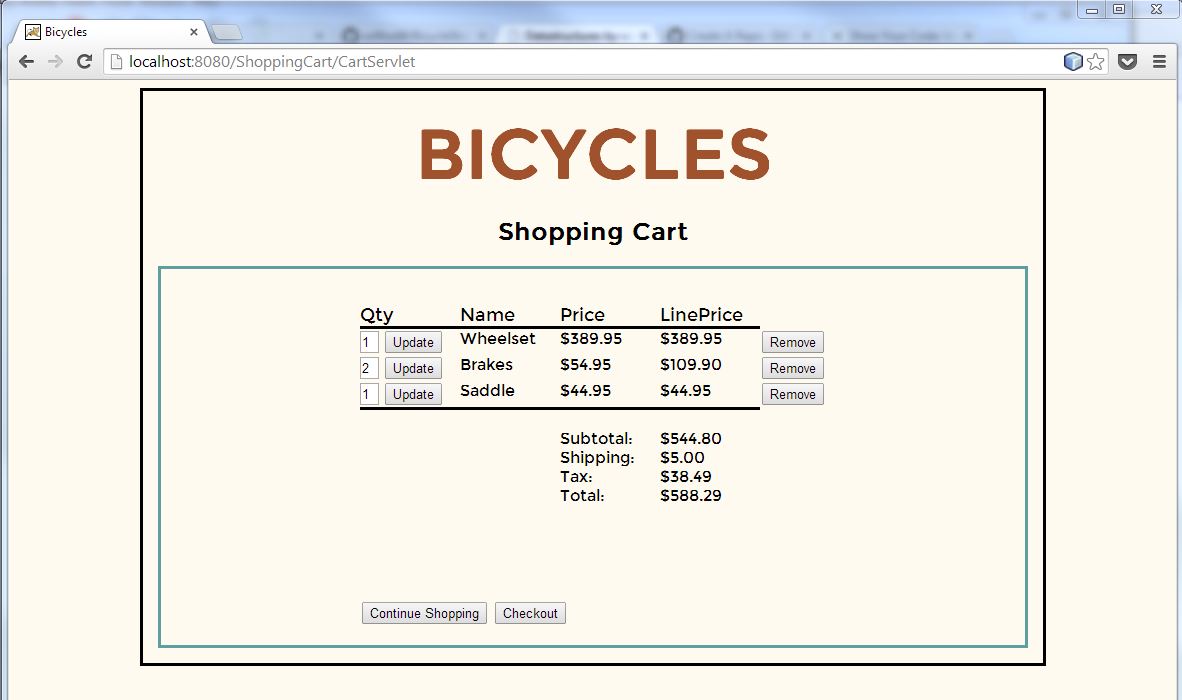 Bicycles
localhost:8080/ShoppingCart/CartServlet
BICYCLES
Shopping Cart
Qty Name Price LinePrice
1 Update Wheelset $389.95 $389.95 Remove
2 Update Brakes $54.95 $109.90 Remove
1 Update Saddle $44.95 $44.95 Remove
Subtotal: $544.80
Shipping: $5.00
Tax: $38.49
Total: $588.29
Continue Shopping Checkout